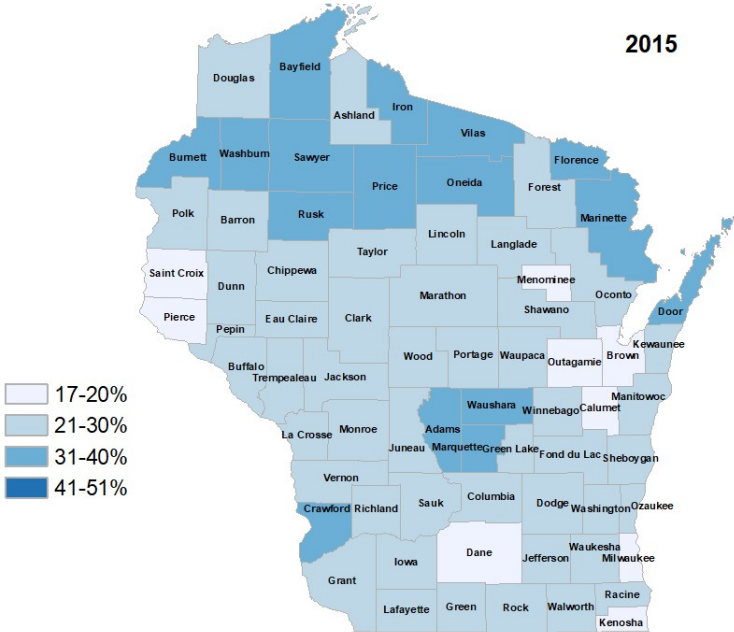 2015
Bayfield
Douglas
Ashland
Iron
Vilas
Burnett
Washburn
Sawyer
Florence
Price
Oneida
Forest
Polk
Barron
Rusk
Marinette
Lincoln
Langlade
Taylor
Saint Croix
Chippewa
Menominee
Dunn
Marathon
Oconto
Shawano
Door
Pierce
Eau Claire
Clark
Pepin
Kewaunee
Wood
Portage
Waupaca
Outagamie
Brown
Buffalo
Trempealeau
Jackson
17-20%
Waushara
Manitowoc
Winnebago
Calumet
21-30%
La Crosse
Monroe
Adams
Juneau
Marquette
Green Lake
Fond du Lac
Sheboygan
31-40%
Vernon
41-51%
Crawford
Richland
Sauk
Columbia
Dodge
Washington
Ozaukee
Dane
Iowa
Jefferson
Waukesha
Milwaukee
Grant
Lafayette
Green
Rock
Walworth
Racine
Kenosha